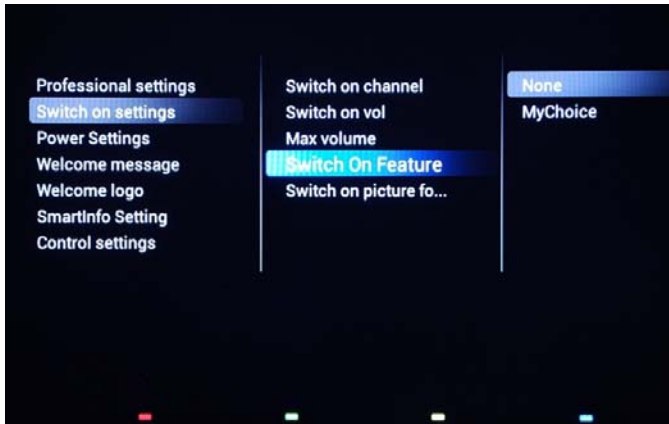 Professional settings
Switch on settings
Power Settings
Welcome message
Welcome logo
SmartInfo Setting
Control settings
Switch on channel
Switch on vol
Max volume
Switch On Feature
Switch on picture fo...
None
MyChoice